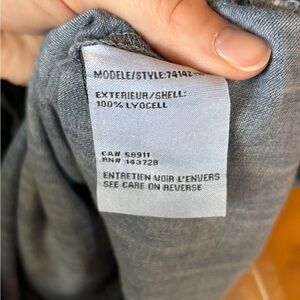 MODELE/STYLE:74142
EXTERIEUR/SHELL:
100% LYOCELL
CA# 58911
RN# 143728
ENTRETIEN VOIR L'ENVERS
SEE CARE ON REVERSE